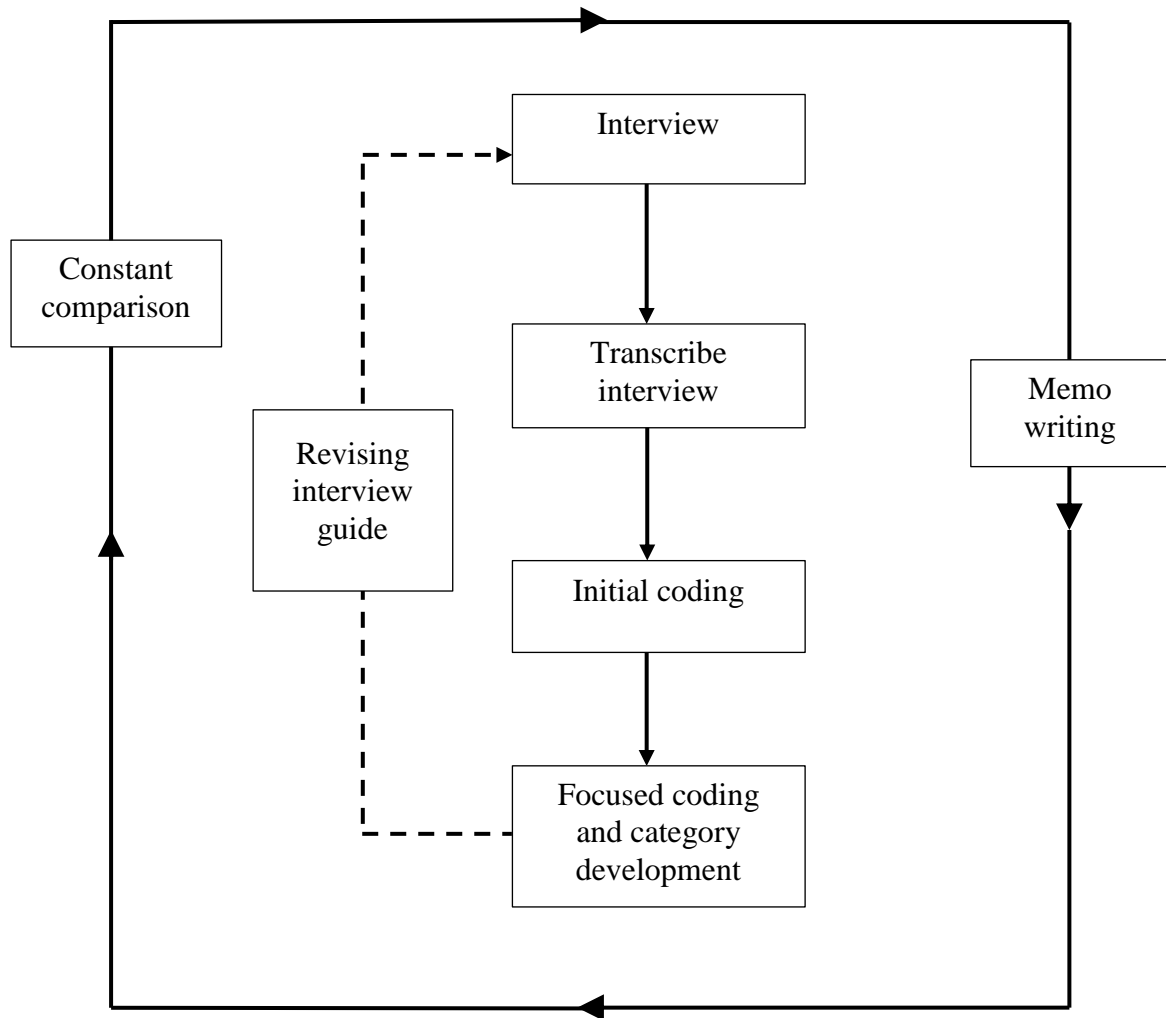 Interview
Constant
comparison
Transcribe
interview
Memo
writing
Revising
interview
guide
Initial coding
Focused coding
and category
development